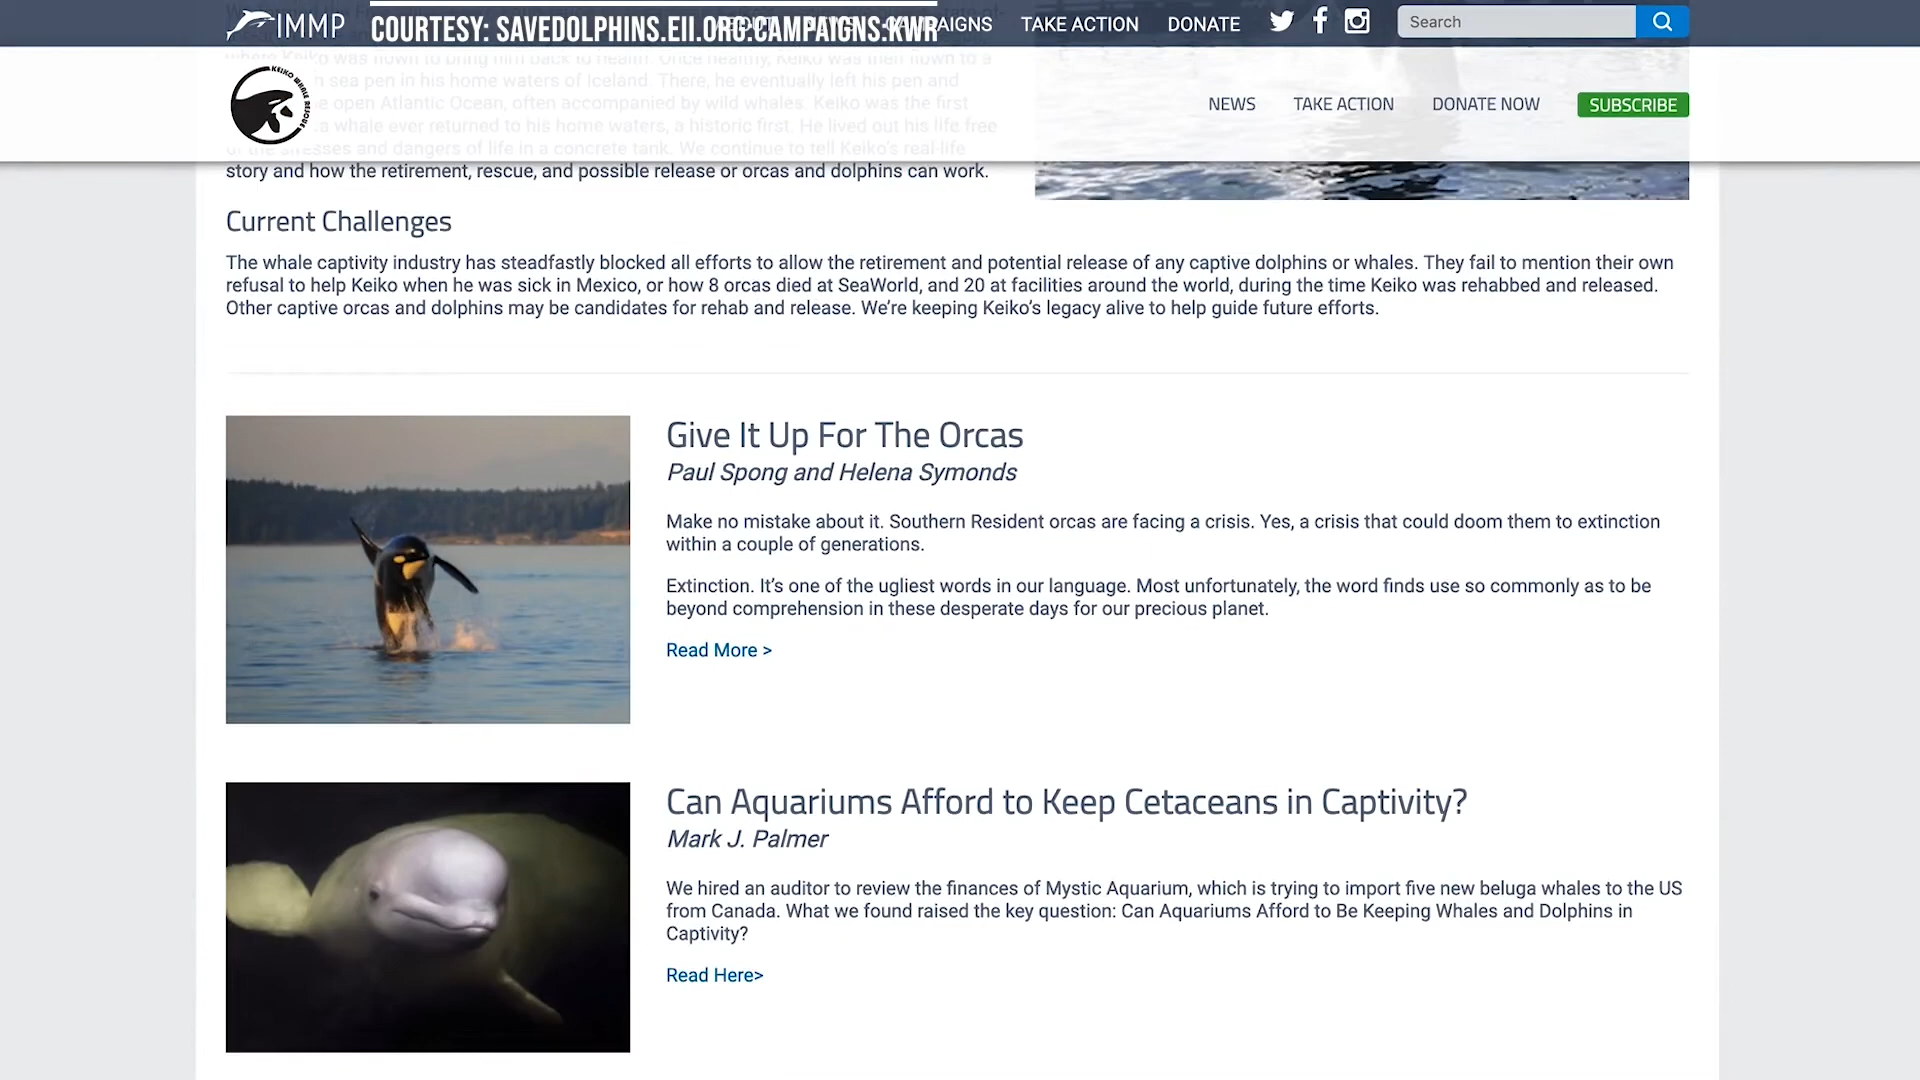 IMMP
COURTESY: SAVEDOLPHINS.EII.ORG:CAMPAIGNS:KWR
ABOUT NEWS CAMPAIGNS TAKE ACTION DONATE
Search
KEIKO WHALE RESCUE
NEWS TAKE ACTION DONATE NOW SUBSCRIBE
where Keiko was flown to bring him back to health. Once healthy, Keiko was then flown to a
sea pen in his home waters of Iceland. There, he eventually left his pen and
open Atlantic Ocean, often accompanied by wild whales. Keiko was the first
whale ever returned to his home waters, a historic first. He lived out his life free
of the stresses and dangers of life in a concrete tank. We continue to tell Keiko's real-life
story and how the retirement, rescue, and possible release or orcas and dolphins can work.
Current Challenges
The whale captivity industry has steadfastly blocked all efforts to allow the retirement and potential release of any captive dolphins or whales. They fail to mention their own
refusal to help Keiko when he was sick in Mexico, or how 8 orcas died at SeaWorld, and 20 at facilities around the world, during the time Keiko was rehabbed and released.
Other captive orcas and dolphins may be candidates for rehab and release. We're keeping Keiko's legacy alive to help guide future efforts.
Give It Up For The Orcas
Paul Spong and Helena Symonds
Make no mistake about it. Southern Resident orcas are facing a crisis. Yes, a crisis that could doom them to extinction
within a couple of generations.
Extinction. It's one of the ugliest words in our language. Most unfortunately, the word finds use so commonly as to be
beyond comprehension in these desperate days for our precious planet.
Read More >
Can Aquariums Afford to Keep Cetaceans in Captivity?
Mark J. Palmer
We hired an auditor to review the finances of Mystic Aquarium, which is trying to import five new beluga whales to the US
from Canada. What we found raised the key question: Can Aquariums Afford to Be Keeping Whales and Dolphins in
Captivity?
Read Here>